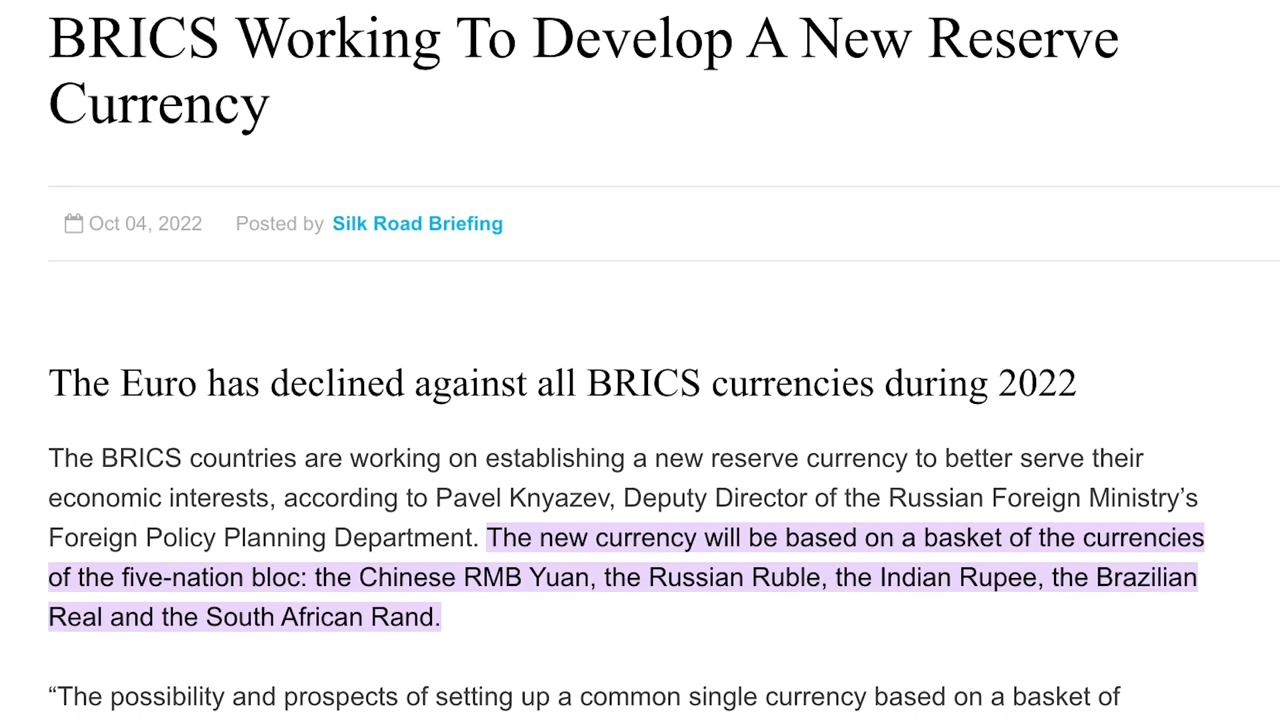 BRICS Working To Develop A New Reserve
Currency
Oct 04, 2022 Posted by Silk Road Briefing
The Euro has declined against all BRICS currencies during 2022
The BRICS countries are working on establishing a new reserve currency to better serve their
economic interests, according to Pavel Knyazev, Deputy Director of the Russian Foreign Ministry’s
Foreign Policy Planning Department. The new currency will be based on a basket of the currencies
of the five-nation bloc: the Chinese RMB Yuan, the Russian Ruble, the Indian Rupee, the Brazilian
Real and the South African Rand.
“The possibility and prospects of setting up a common single currency based on a basket of